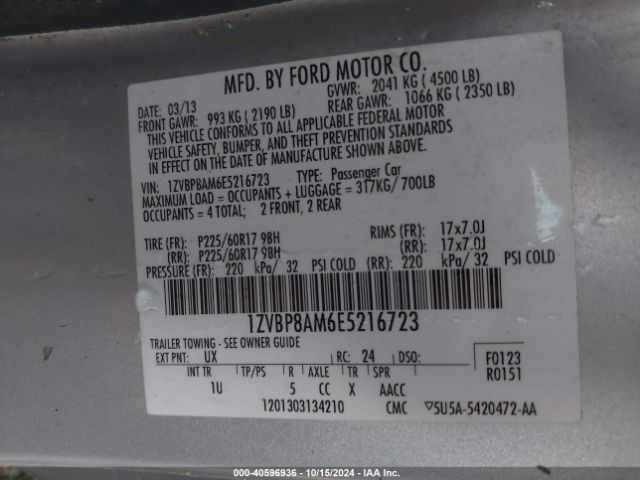 MFD. BY FORD MOTOR CO.
DATE: 03/13 GVWR: 2041 KG ( 4500 LB)
FRONT GAWR: 993 KG ( 2190 LB) REAR GAWR: 1066 KG ( 2350 LB)
THIS VEHICLE CONFORMS TO ALL APPLICABLE FEDERAL MOTOR
VEHICLE SAFETY, BUMPER, AND THEFT PREVENTION STANDARDS
IN EFFECT ON THE DATE OF MANUFACTURE SHOWN ABOVE.
VIN: 1ZVBP8AM6E5216723 TYPE: Passenger Car
MAXIMUM LOAD = OCCUPANTS + LUGGAGE = 317KG/ 700LB
OCCUPANTS = 4 TOTAL; 2 FRONT, 2 REAR
TIRE (FR): P225/60R17 98H RIMS (FR): 17x7.0J
(RR): P225/60R17 98H (RR): 17x7.0J
PRESSURE (FR): 220 kPa/ 32 PSI COLD (RR): 220 kPa/ 32 PSI COLD
1ZVBP8AM6E5216723
TRAILER TOWING - SEE OWNER GUIDE
EXT PNT: UX RC: 24 DSO: F0123
INT TR TP/PS R AXLE TR SPR R0151
1U 5 CC X AACC
1201303134210 CMC ▽5U5A-5420472-AA
000-40596936 - 10/15/2024 - IAA Inc.